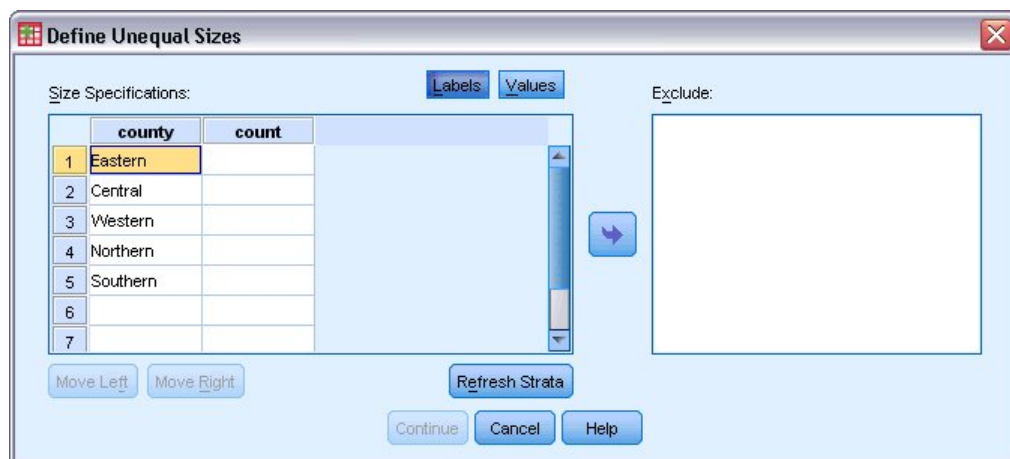 Define Unequal Sizes
Size Specifications:
Labels
Values
Exclude:
county count
1 Eastern
2 Central
3 Western
4 Northern
5 Southern
6
7
Move Left
Move Right
Refresh Strata
Continue
Cancel
Help